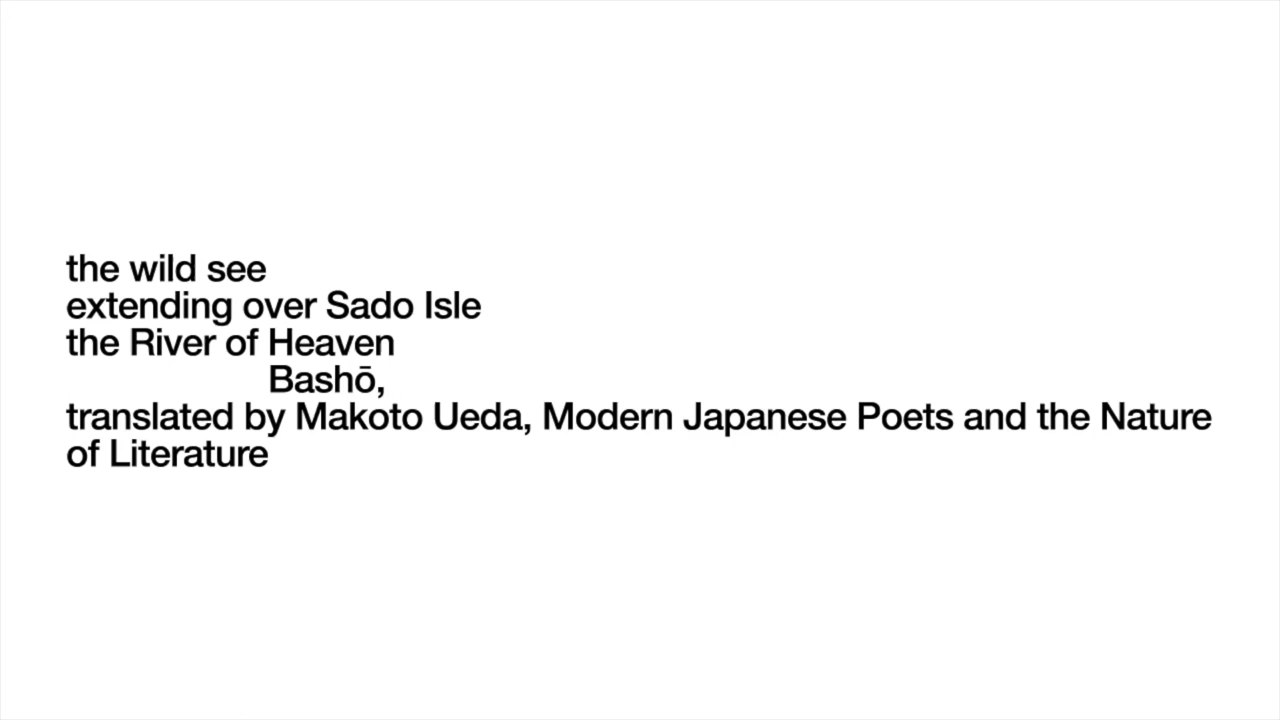 the wild see
extending over Sado Isle
the River of Heaven
Bashō,
translated by Makoto Ueda, Modern Japanese Poets and the Nature
of Literature